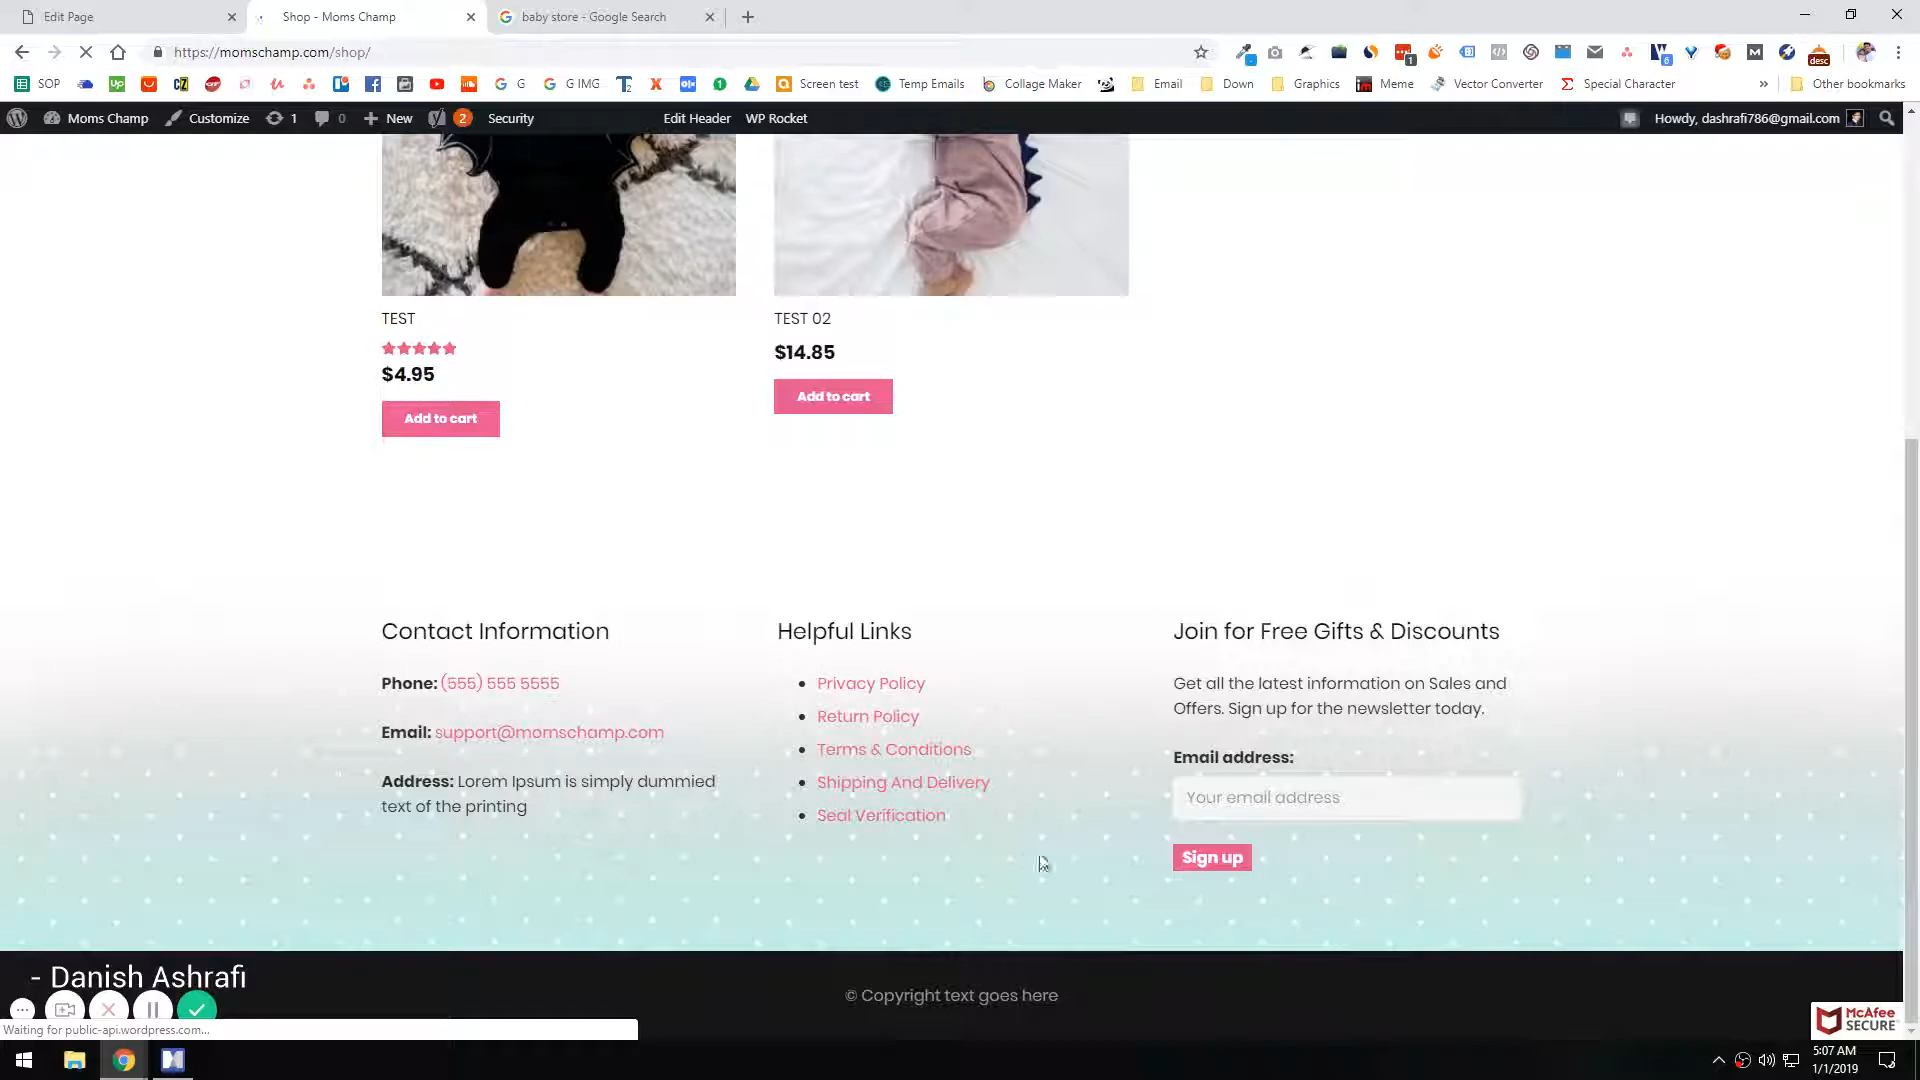 Edit Page
Shop - Moms Champ
baby store - Google Search
https://momschamp.com/shop/
1
6
desc
SOP
G
G IMG
Screen test
Temp Emails
Collage Maker
Email
Down
Graphics
Meme
Vector Converter
Special Character
Other bookmarks
Moms Champ
Customize
1
0
New
2
Security
Edit Header
WP Rocket
Howdy, dashrafi786@gmail.com
TEST
$4.95
Add to cart
TEST 02
$14.85
Add to cart
Contact Information
Phone: (555) 555 5555
Email: support@momschamp.com
Address: Lorem Ipsum is simply dummied
text of the printing
Helpful Links
Privacy Policy
Return Policy
Terms & Conditions
Shipping And Delivery
Seal Verification
Join for Free Gifts & Discounts
Get all the latest information on Sales and
Offers. Sign up for the newsletter today.
Email address:
Your email address
Sign up
- Danish Ashrafi
© Copyright text goes here
Waiting for public-api.wordpress.com...
McAfee
SECURE
5:07 AM
1/1/2019